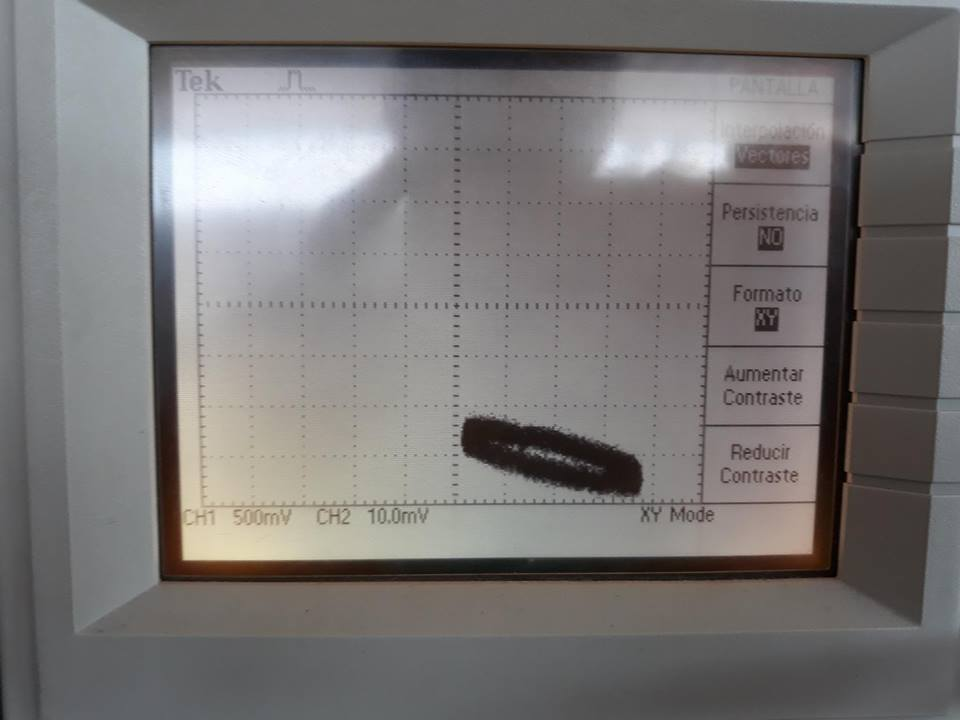 Tek
PANTALLA
Interpolación
Vectores
Persistencia
NO
Formato
XY
Aumentar
Contraste
Reducir
Contraste
CH1 500mV CH2 10.0mV XY Mode